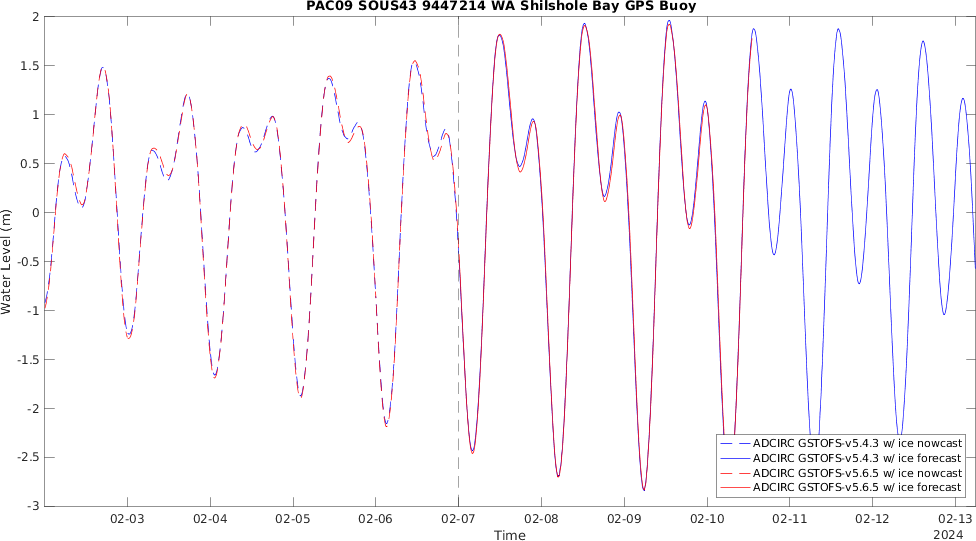 PAC09 SOUS43 9447214 WA Shilshole Bay GPS Buoy
2
1.5
1
0.5
0
-0.5
-1
-1.5
-2
-2.5
-3
Water Level (m)
ADCIRC GSTOFS-v5.4.3 w/ ice nowcast
ADCIRC GSTOFS-v5.4.3 w/ ice forecast
ADCIRC GSTOFS-v5.6.5 w/ ice nowcast
ADCIRC GSTOFS-v5.6.5 w/ ice forecast
02-03 02-04 02-05 02-06 02-07 02-08 02-09 02-10 02-11 02-12 02-13
Time
2024